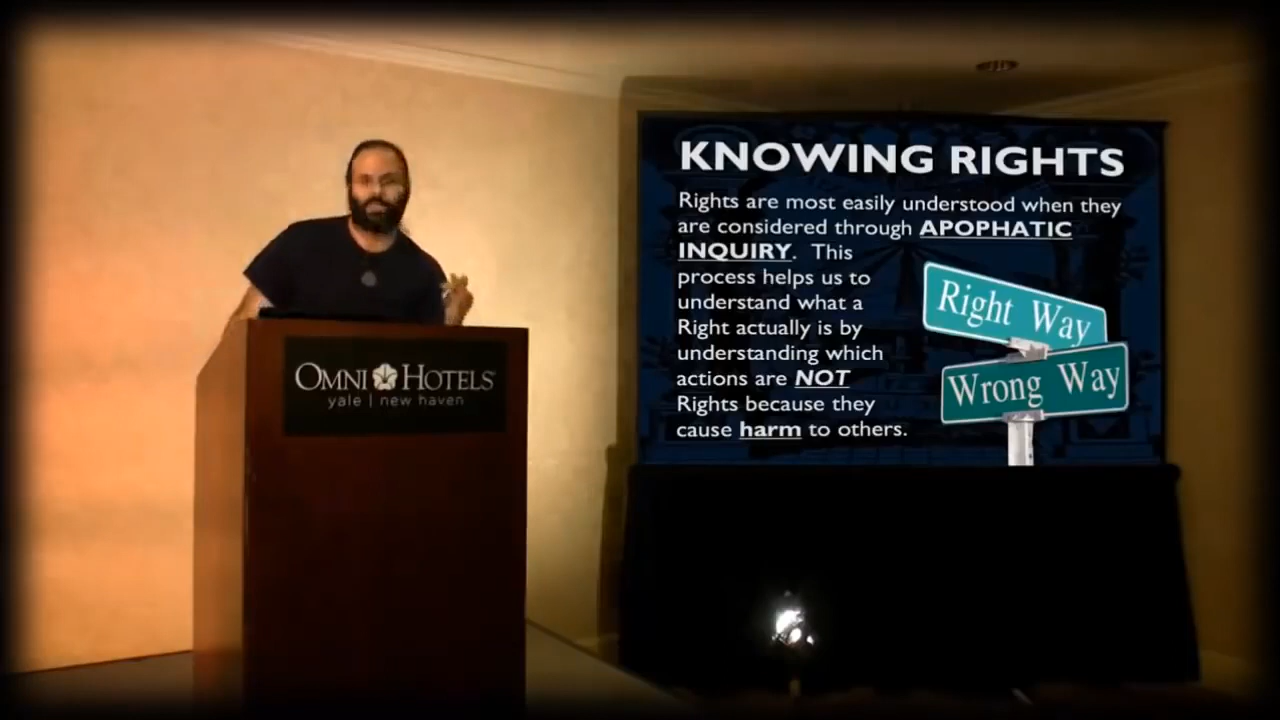 OMNI HOTELS
yale | new haven
KNOWING RIGHTS
Rights are most easily understood when they
are considered through APOPHATIC
INQUIRY. This
process helps us to
understand what a
Right actually is by
understanding which
actions are NOT
Rights because they
cause harm to others.
Right Way
Wrong Way